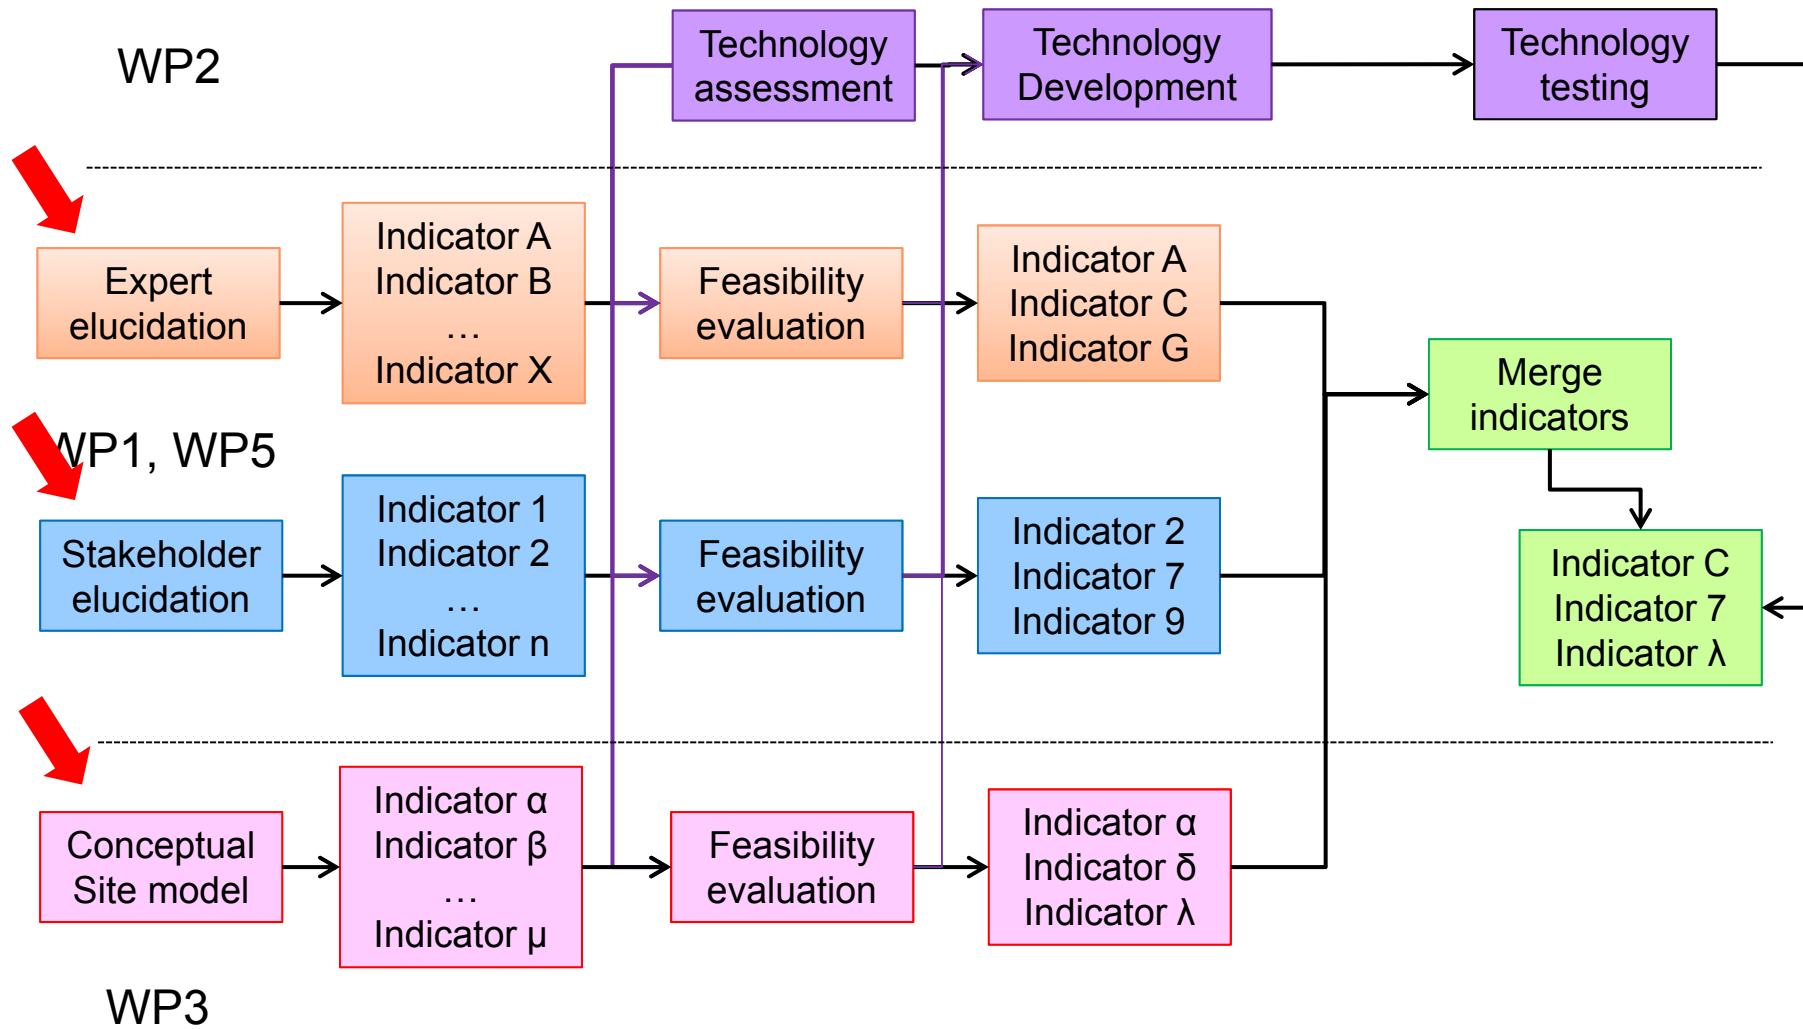 WP2
Technology
assessment
Technology
Development
Technology
testing
Expert
elucidation
Indicator A
Indicator B
…
Indicator X
Feasibility
evaluation
Indicator A
Indicator C
Indicator G
Merge
indicators
WP1, WP5
Stakeholder
elucidation
Indicator 1
Indicator 2
…
Indicator n
Feasibility
evaluation
Indicator 2
Indicator 7
Indicator 9
Indicator C
Indicator 7
Indicator λ
Conceptual
Site model
Indicator α
Indicator β
…
Indicator μ
Feasibility
evaluation
Indicator α
Indicator δ
Indicator λ
WP3